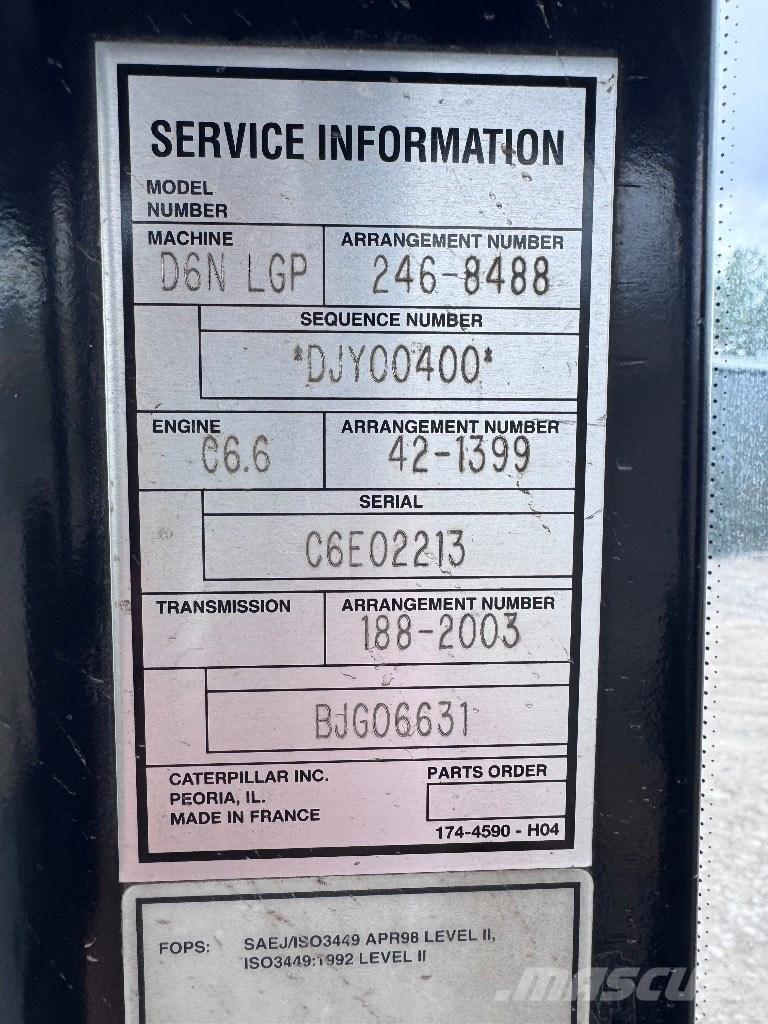 SERVICE INFORMATION
MODEL
NUMBER
MACHINE ARRANGEMENT NUMBER
D6N LGP 246-8488
SEQUENCE NUMBER
*DJY00400*
ENGINE ARRANGEMENT NUMBER
C6.6 42-1399
SERIAL
C6E02213
TRANSMISSION ARRANGEMENT NUMBER
188-2003
BJG06631
CATERPILLAR INC. PARTS ORDER
PEORIA, IL.
MADE IN FRANCE
174-4590 - H04
FOPS: SAEJ/ISO3449 APR98 LEVEL II,
ISO3449:1992 LEVEL II
MASCUS